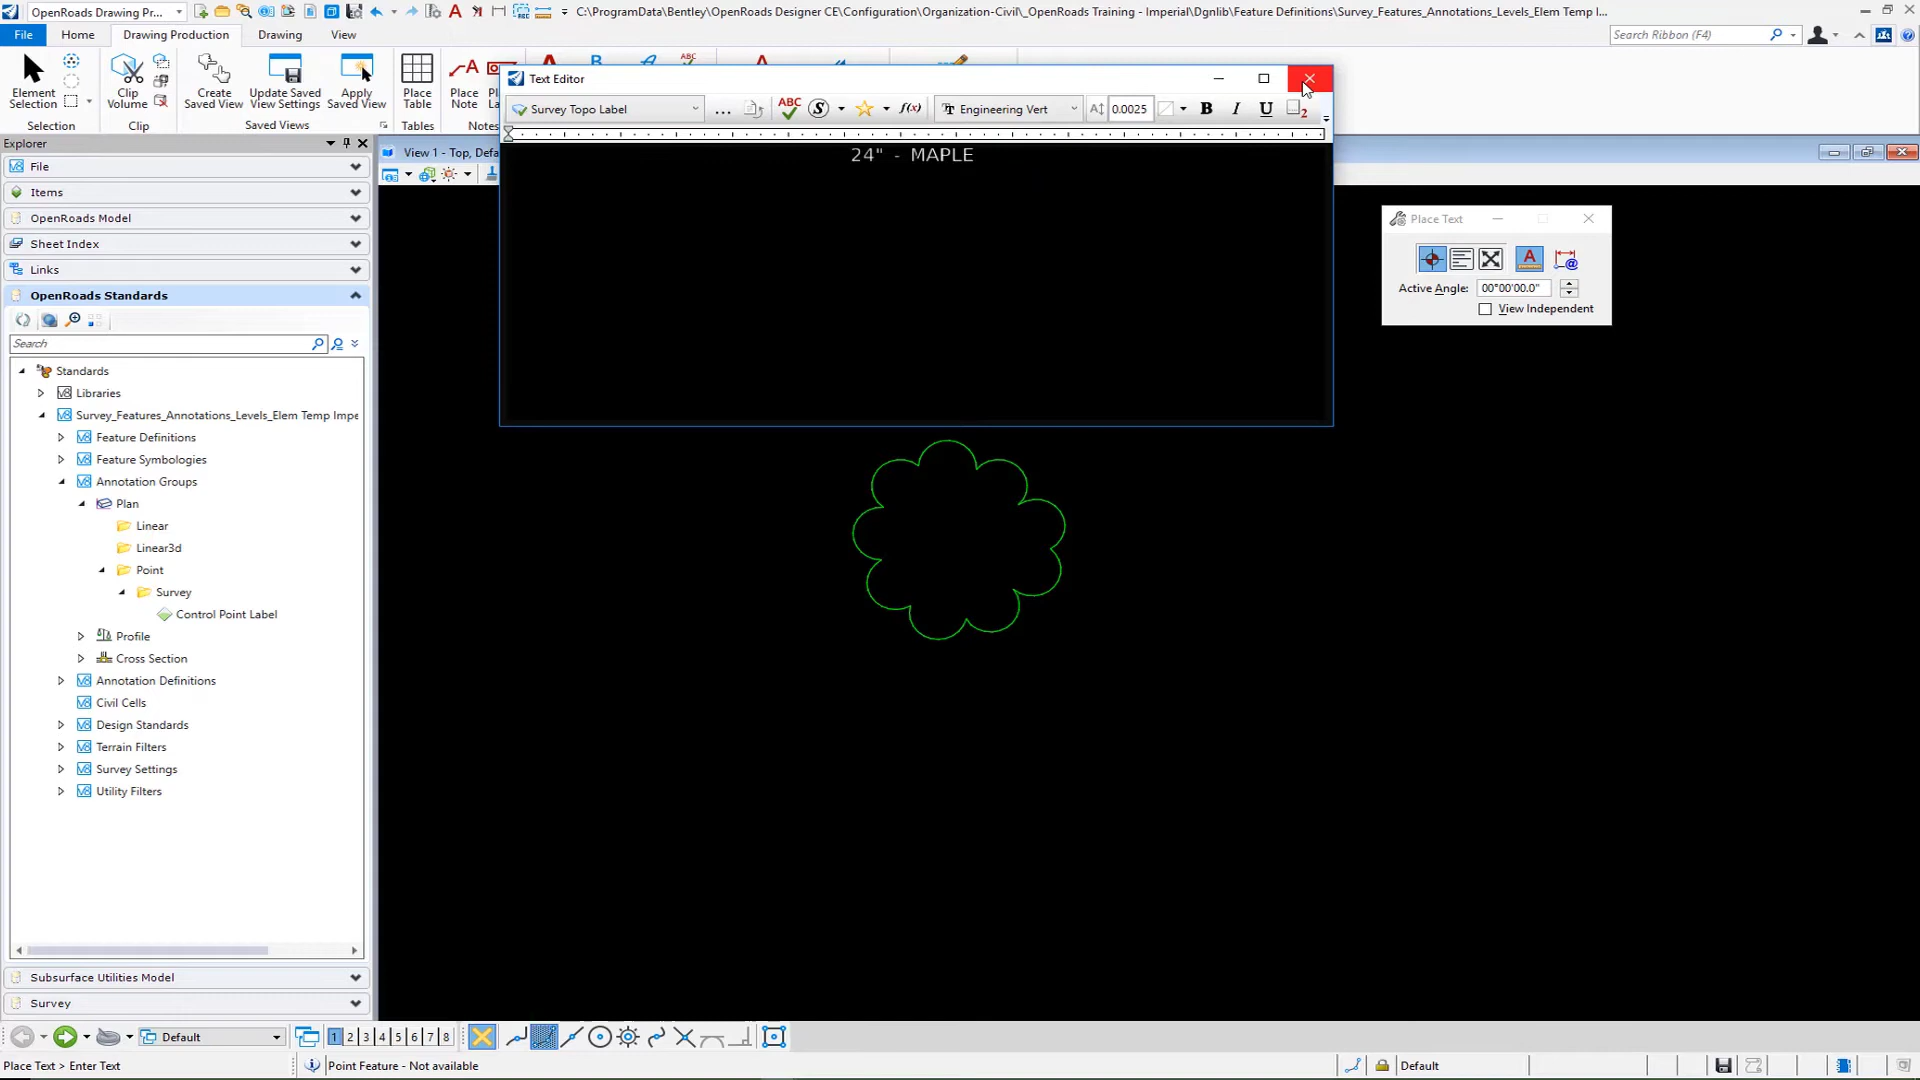 OpenRoads Drawing Pr...
C:\ProgramData\Bentley\OpenRoads Designer CE\Configuration\Organization-Civil\_OpenRoads Training - Imperial\Dgnlib\Feature Definitions\Survey_Features_Annotations_Levels_Elem Temp I...
File
Home
Drawing Production
Drawing
View
Search Ribbon (F4)
Element Selection
Selection
Clip Volume
Clip
Create Saved View
Update Saved View Settings
Apply Saved View
Saved Views
Place Table
Tables
Place Note
Notes
Text Editor
Survey Topo Label
...
ABC
Engineering Vert
0.0025
B
I
U
24" - MAPLE
Explorer
View 1 - Top, Defa
File
Items
OpenRoads Model
Sheet Index
Links
OpenRoads Standards
Search
Standards
Libraries
Survey_Features_Annotations_Levels_Elem Temp Impe
Feature Definitions
Feature Symbologies
Annotation Groups
Plan
Linear
Linear3d
Point
Survey
Control Point Label
Profile
Cross Section
Annotation Definitions
Civil Cells
Design Standards
Terrain Filters
Survey Settings
Utility Filters
Subsurface Utilities Model
Survey
Place Text
Active Angle: 00°00'00.0"
View Independent
Default
1 2 3 4 5 6 7 8
Place Text > Enter Text
Point Feature - Not available
Default